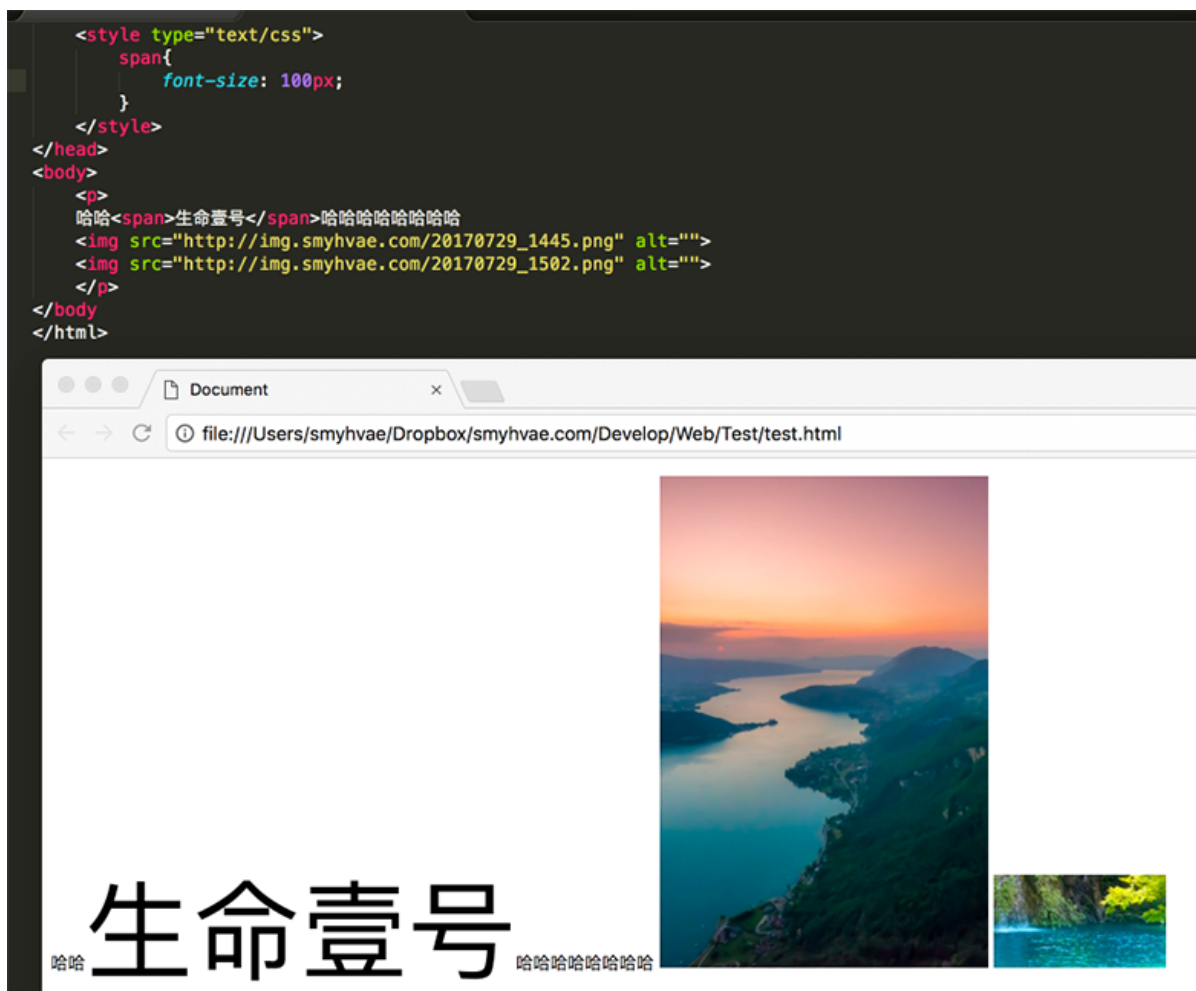 <style type="text/css">
span{
font-size: 100px;
}
</style>
</head>
<body>
<p>
哈哈<span>生命壹号</span>哈哈哈哈哈哈哈哈
<img src="http://img.smyhvae.com/20170729_1445.png" alt="">
<img src="http://img.smyhvae.com/20170729_1502.png" alt="">
</p>
</body
</html>
Document
file:///Users/smyhvae/Dropbox/smyhvae.com/Develop/Web/Test/test.html
哈哈生命壹号哈哈哈哈哈哈哈哈